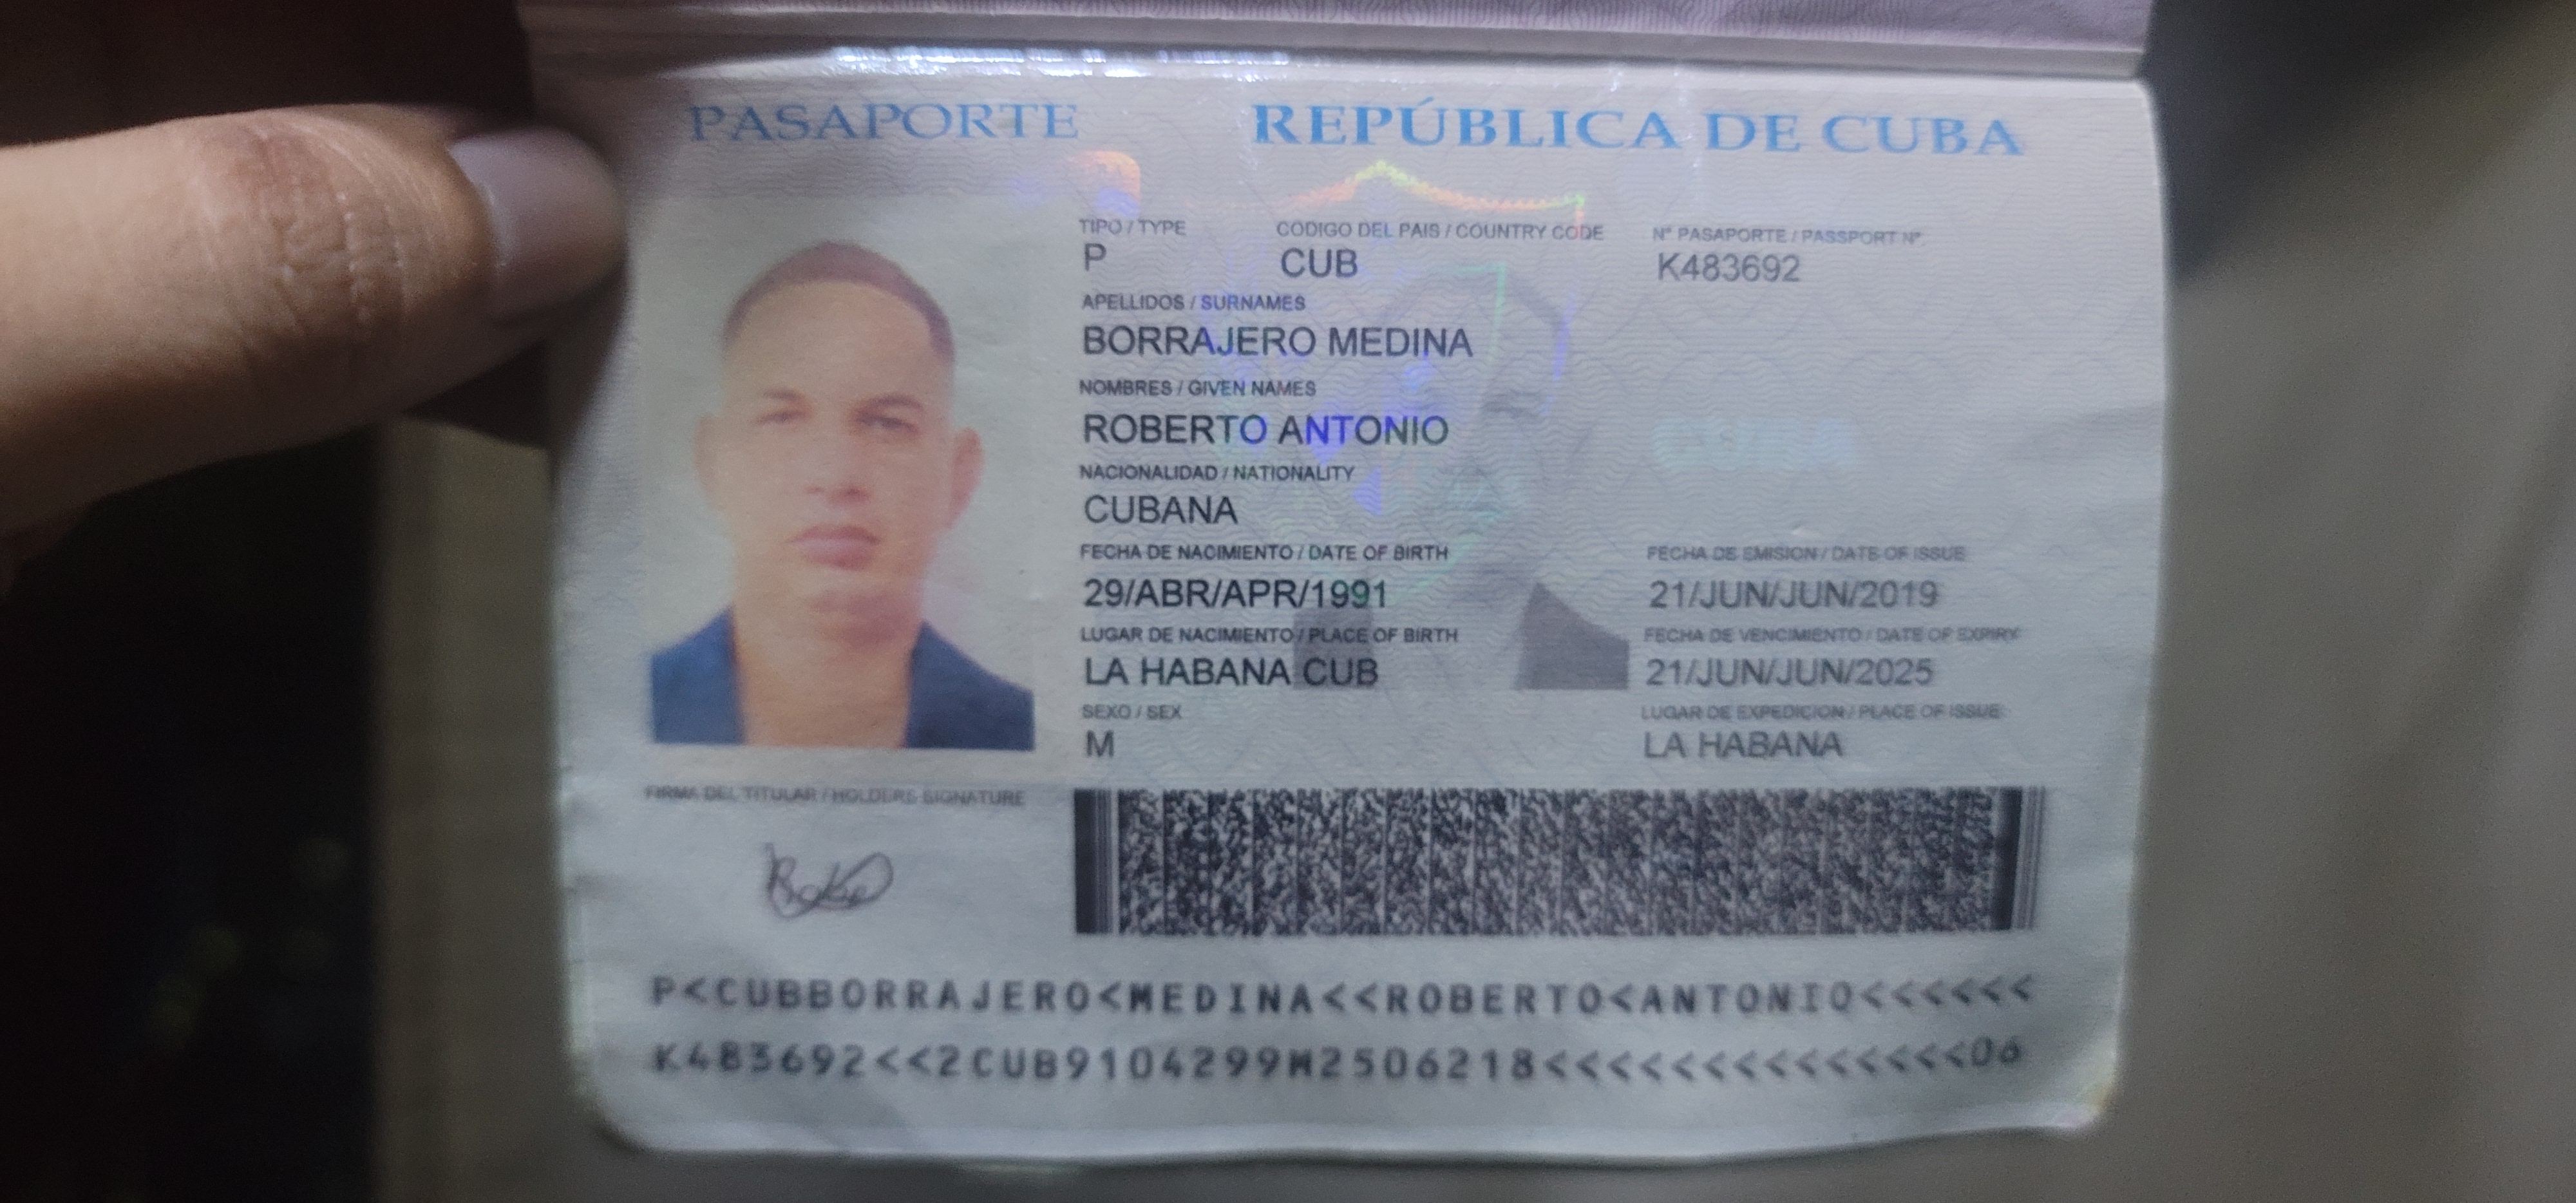 PASAPORTE REPÚBLICA DE CUBA
TIPO / TYPE CODIGO DEL PAIS / COUNTRY CODE Nº PASAPORTE / PASSPORT Nº
P CUB K483692
APELLIDOS / SURNAMES
BORRAJERO MEDINA
NOMBRES / GIVEN NAMES
ROBERTO ANTONIO
NACIONALIDAD / NATIONALITY
CUBANA
FECHA DE NACIMIENTO / DATE OF BIRTH FECHA DE EMISION / DATE OF ISSUE
29/ABR/APR/1991 21/JUN/JUN/2019
LUGAR DE NACIMIENTO / PLACE OF BIRTH FECHA DE VENCIMIENTO / DATE OF EXPIRY
LA HABANA CUB 21/JUN/JUN/2025
SEXO / SEX LUGAR DE EXPEDICION / PLACE OF ISSUE
M LA HABANA
FIRMA DEL TITULAR / HOLDERS SIGNATURE
P<CUBBORRAJERO<MEDINA<<ROBERTO<ANTONIO<<<<<<
K483692<<2CUB9104299M2506218<<<<<<<<<<<<<<06